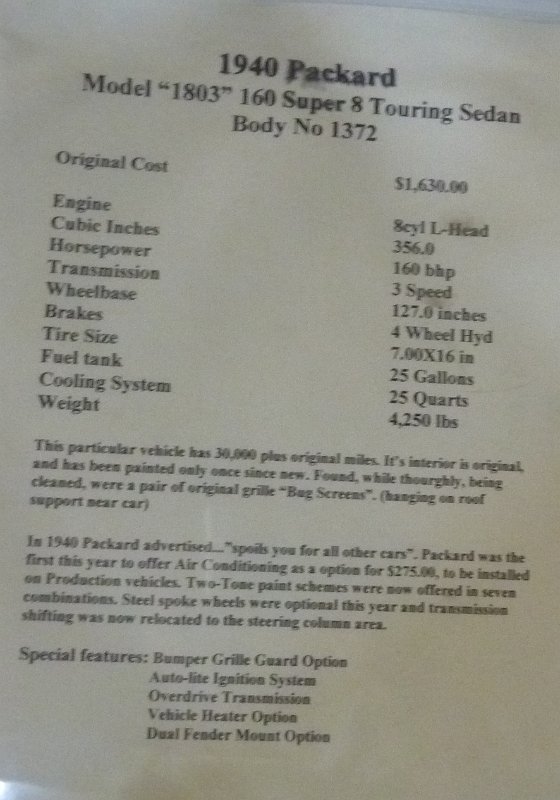 1940 Packard
Model “1803” 160 Super 8 Touring Sedan
Body No 1372
Original Cost $1,630.00
Engine 8cyl L-Head
Cubic Inches 356.0
Horsepower 160 bhp
Transmission 3 Speed
Wheelbase 127.0 inches
Brakes 4 Wheel Hyd
Tire Size 7.00X16 in
Fuel tank 25 Gallons
Cooling System 25 Quarts
Weight 4,250 lbs
This particular vehicle has 30,000 plus original miles. It's interior is original,
and has been painted only once since new. Found, while thourghly, being
cleaned, were a pair of original grille “Bug Screens”. (hanging on roof
support near car)
In 1940 Packard advertised...”spoils you for all other cars”. Packard was the
first this year to offer Air Conditioning as a option for $275.00, to be installed
on Production vehicles. Two-Tone paint schemes were now offered in seven
combinations. Steel spoke wheels were optional this year and transmission
shifting was now relocated to the steering column area.
Special features: Bumper Grille Guard Option
Auto-lite Ignition System
Overdrive Transmission
Vehicle Heater Option
Dual Fender Mount Option